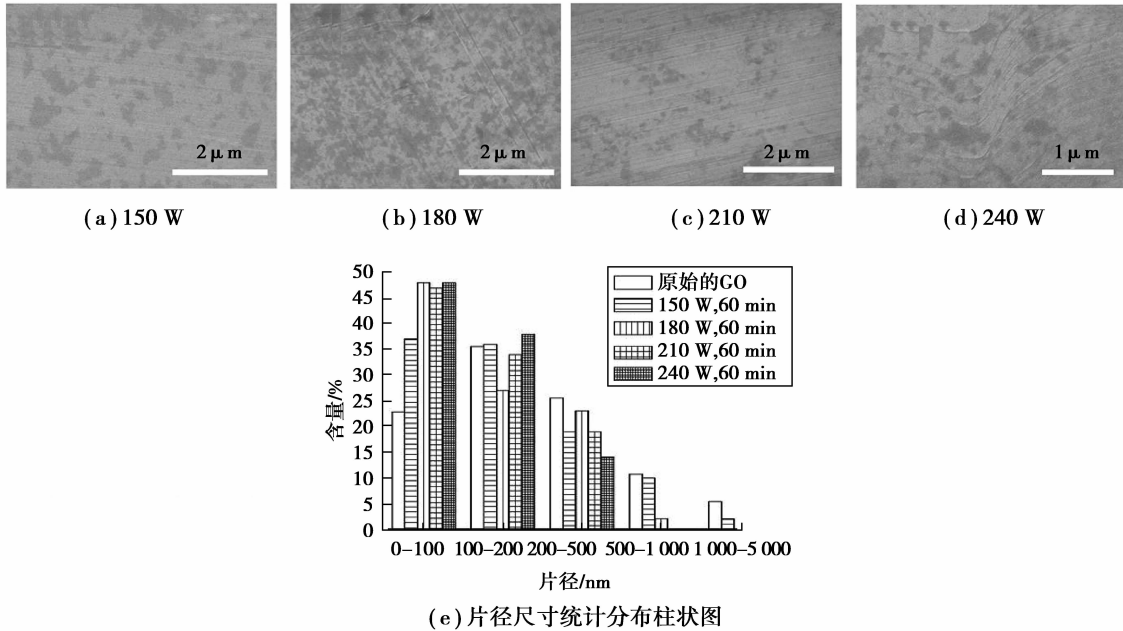 2 μm
2 μm
2 μm
1 μm
(a)150 W
(b)180 W
(c)210 W
(d)240 W
50
45
40
35
30
25
20
15
10
5
0
含量/%
原始的GO
150 W,60 min
180 W,60 min
210 W,60 min
240 W,60 min
0–100
100–200
200–500
500–1 000
1 000–5 000
片径/nm
(e)片径尺寸统计分布柱状图